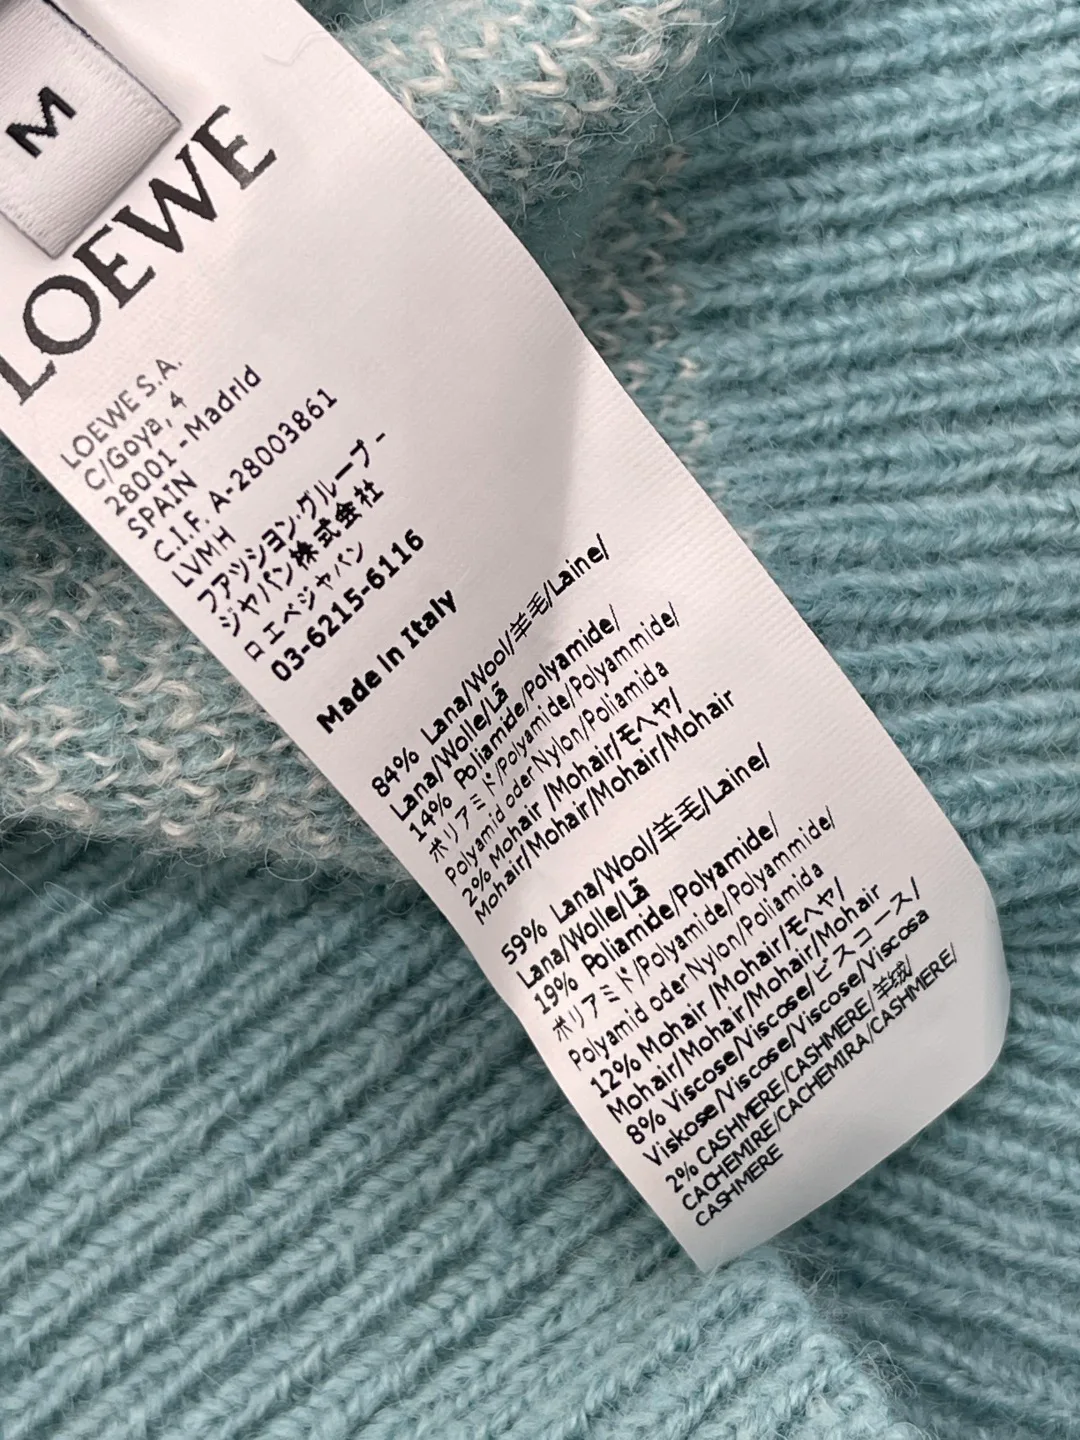 M
LOEWE
LOEWE S.A.
C/Goya, 4
28001 - Madrid
SPAIN
C.I.F. A-28003861
LVMH
ファッション・グループ -
ジャパン株式会社
ロエベジャパン
03-6215-6116
Made in Italy
84% Lana/Wool/羊毛/Laine/
Lana/Wolle/Lã
14% Poliamide/Polyamide/
ポリアミド/Polyamide/Polyammide/
Polyamid oder Nylon/Poliamida
2% Mohair /Mohair/モヘヤ/
Mohair/Mohair/Mohair/Mohair
59% Lana/Wool/羊毛/Laine/
Lana/Wolle/Lã
19% Poliamide/Polyamide/
ポリアミド/Polyamide/Polyammide/
Polyamid oder Nylon/Poliamida
12% Mohair /Mohair/モヘヤ/
Mohair/Mohair/Mohair/Mohair
8% Viscose/Viscose/ビスコース/
Viskose/Viscose/Viscose/Viscosa
2% CASHMERE/CASHMERE/羊绒/
CACHEMIRE/CACHEMIRA/CASHMERE/
CASHMERE